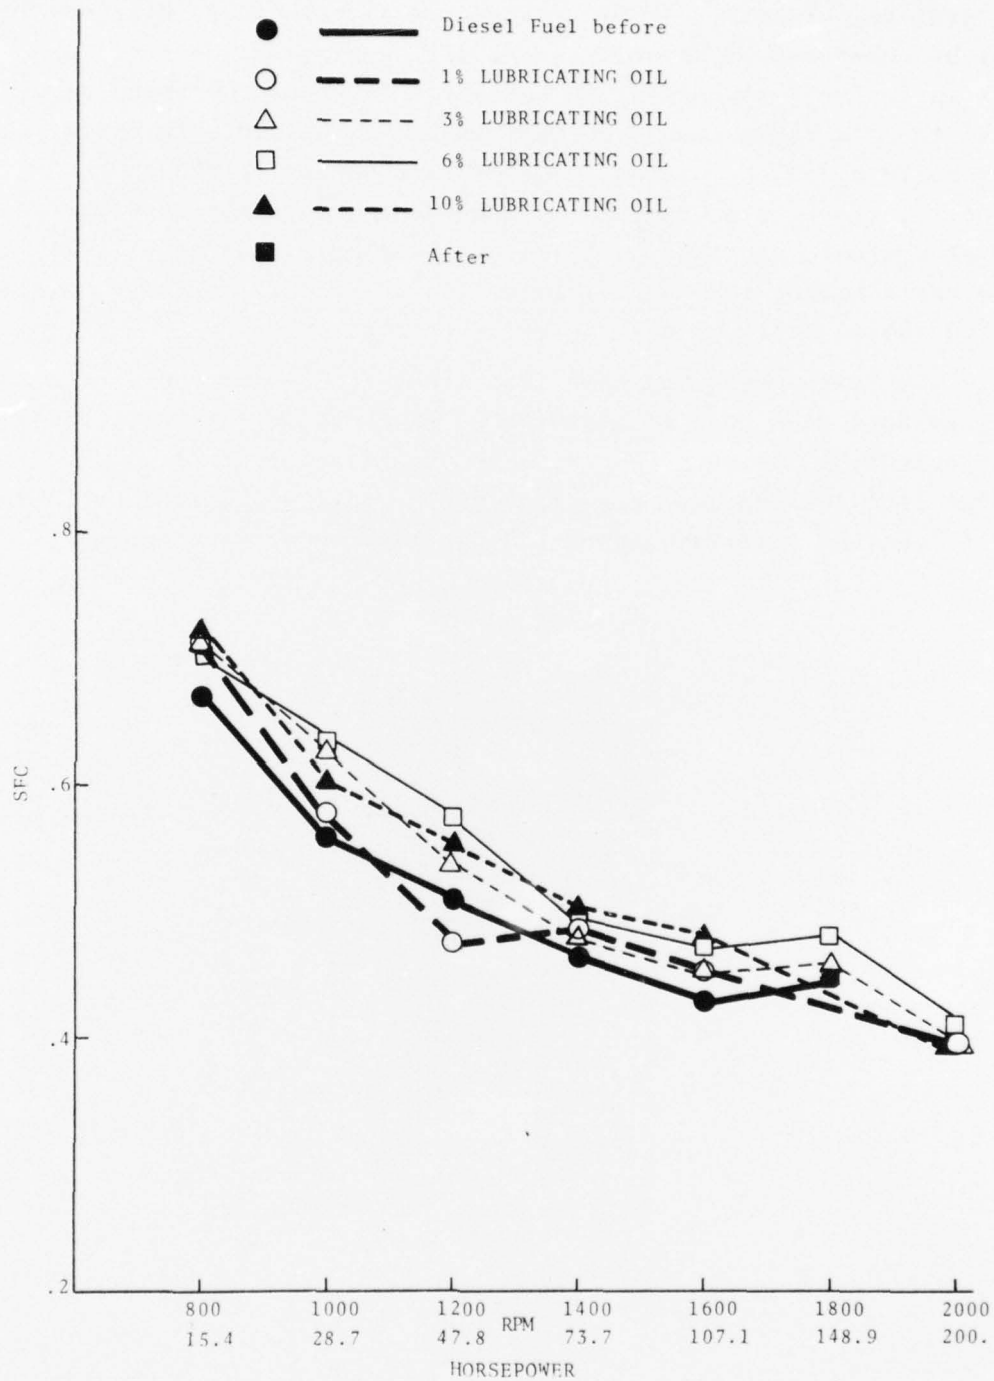 Diesel Fuel before
1% LUBRICATING OIL
3% LUBRICATING OIL
6% LUBRICATING OIL
10% LUBRICATING OIL
After
.8
.6
SFC
.4
.2
800 1000 1200 1400 1600 1800 2000
RPM
15.4 28.7 47.8 73.7 107.1 148.9 200.
HORSEPOWER